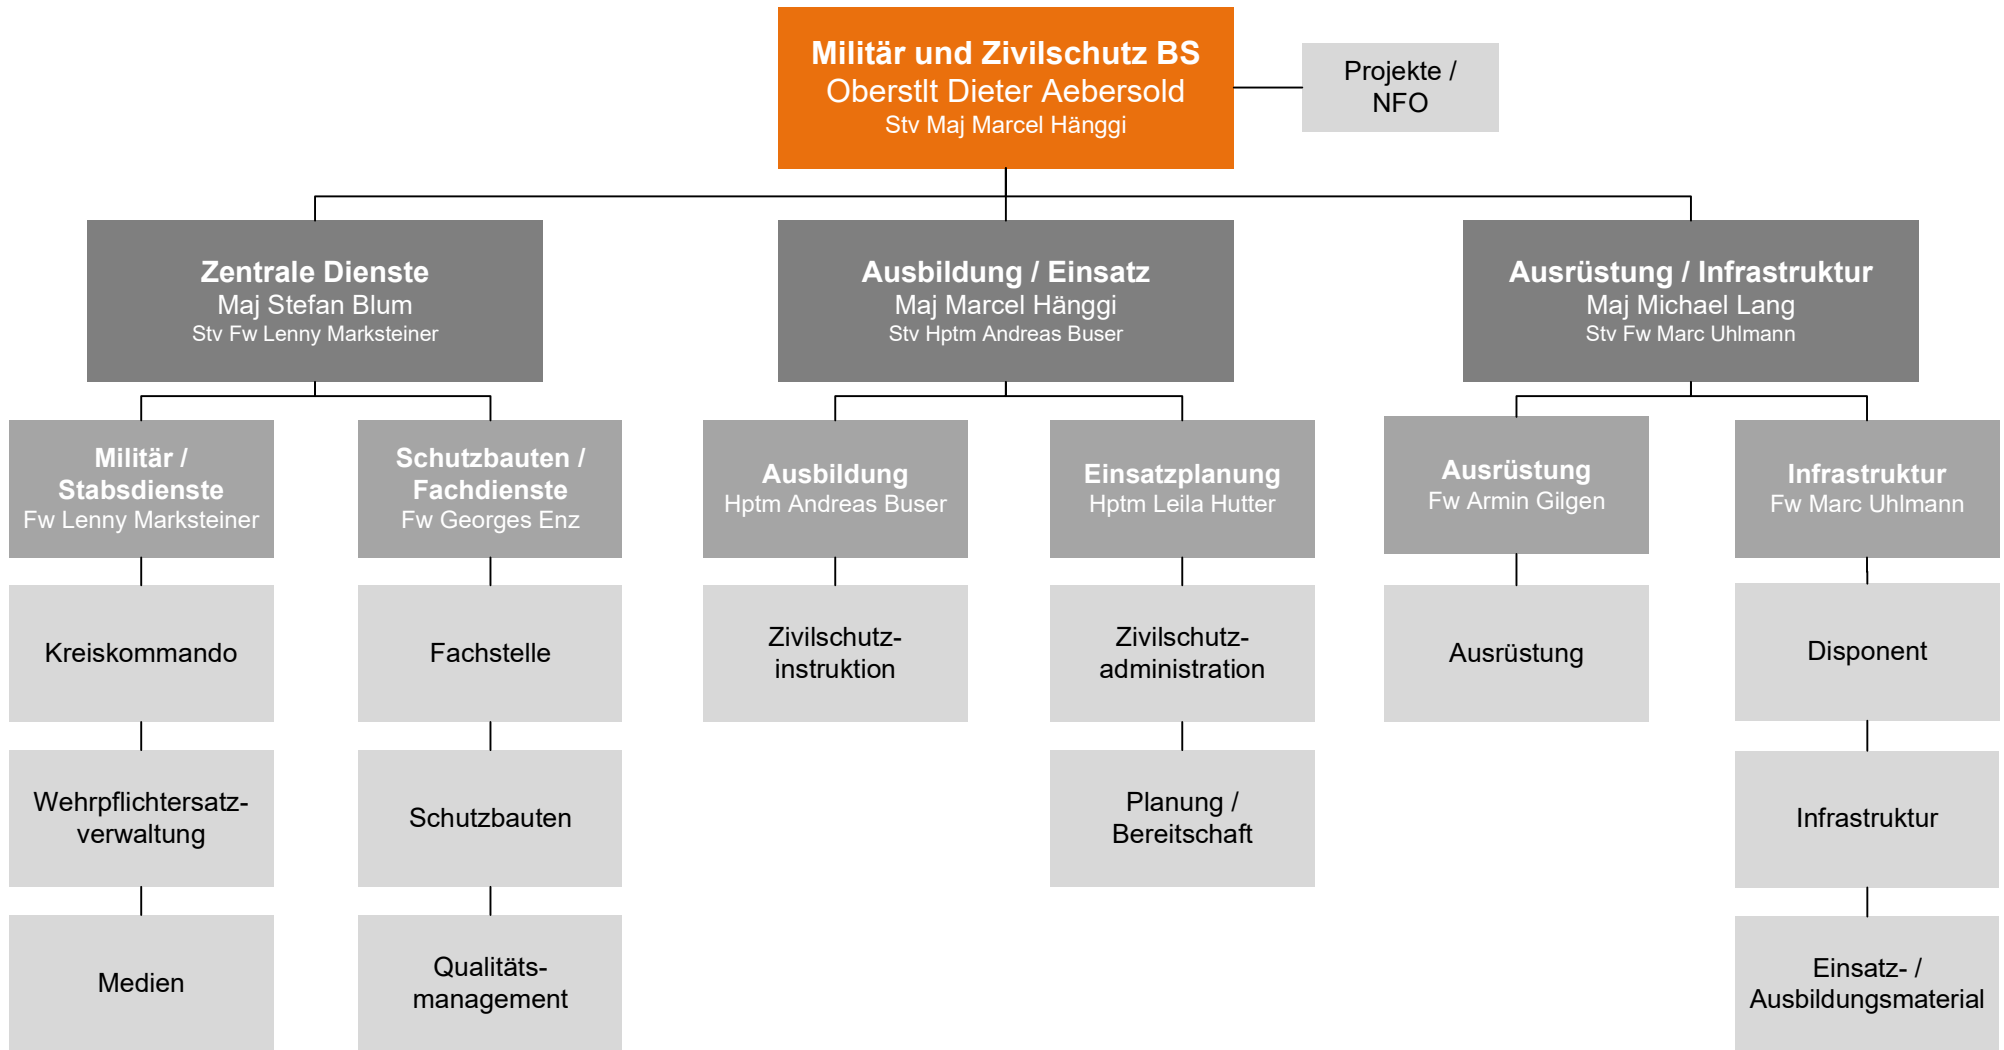 Militär und Zivilschutz BS
Oberstlt Dieter Aebersold
Stv Maj Marcel Hänggi
Projekte /
NFO
Zentrale Dienste
Maj Stefan Blum
Stv Fw Lenny Marksteiner
Ausbildung / Einsatz
Maj Marcel Hänggi
Stv Hptm Andreas Buser
Ausrüstung / Infrastruktur
Maj Michael Lang
Stv Fw Marc Uhlmann
Militär /
Stabsdienste
Fw Lenny Marksteiner
Schutzbauten /
Fachdienste
Fw Georges Enz
Ausbildung
Hptm Andreas Buser
Einsatzplanung
Hptm Leila Hutter
Ausrüstung
Fw Armin Gilgen
Infrastruktur
Fw Marc Uhlmann
Kreiskommando
Fachstelle
Zivilschutz-
instruktion
Zivilschutz-
administration
Ausrüstung
Disponent
Wehrpflichtersatz-
verwaltung
Schutzbauten
Planung /
Bereitschaft
Infrastruktur
Medien
Qualitäts-
management
Einsatz- /
Ausbildungsmaterial